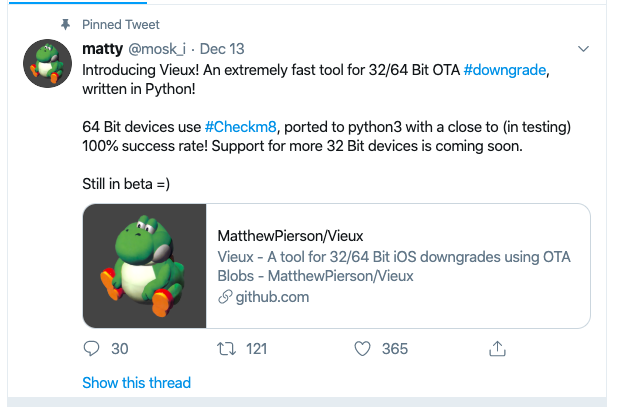 Pinned Tweet
matty @mosk_i · Dec 13
Introducing Vieux! An extremely fast tool for 32/64 Bit OTA #downgrade,
written in Python!
64 Bit devices use #Checkm8, ported to python3 with a close to (in testing)
100% success rate! Support for more 32 Bit devices is coming soon.
Still in beta =)
MatthewPierson/Vieux
Vieux - A tool for 32/64 Bit iOS downgrades using OTA
Blobs - MatthewPierson/Vieux
github.com
30 121 365
Show this thread